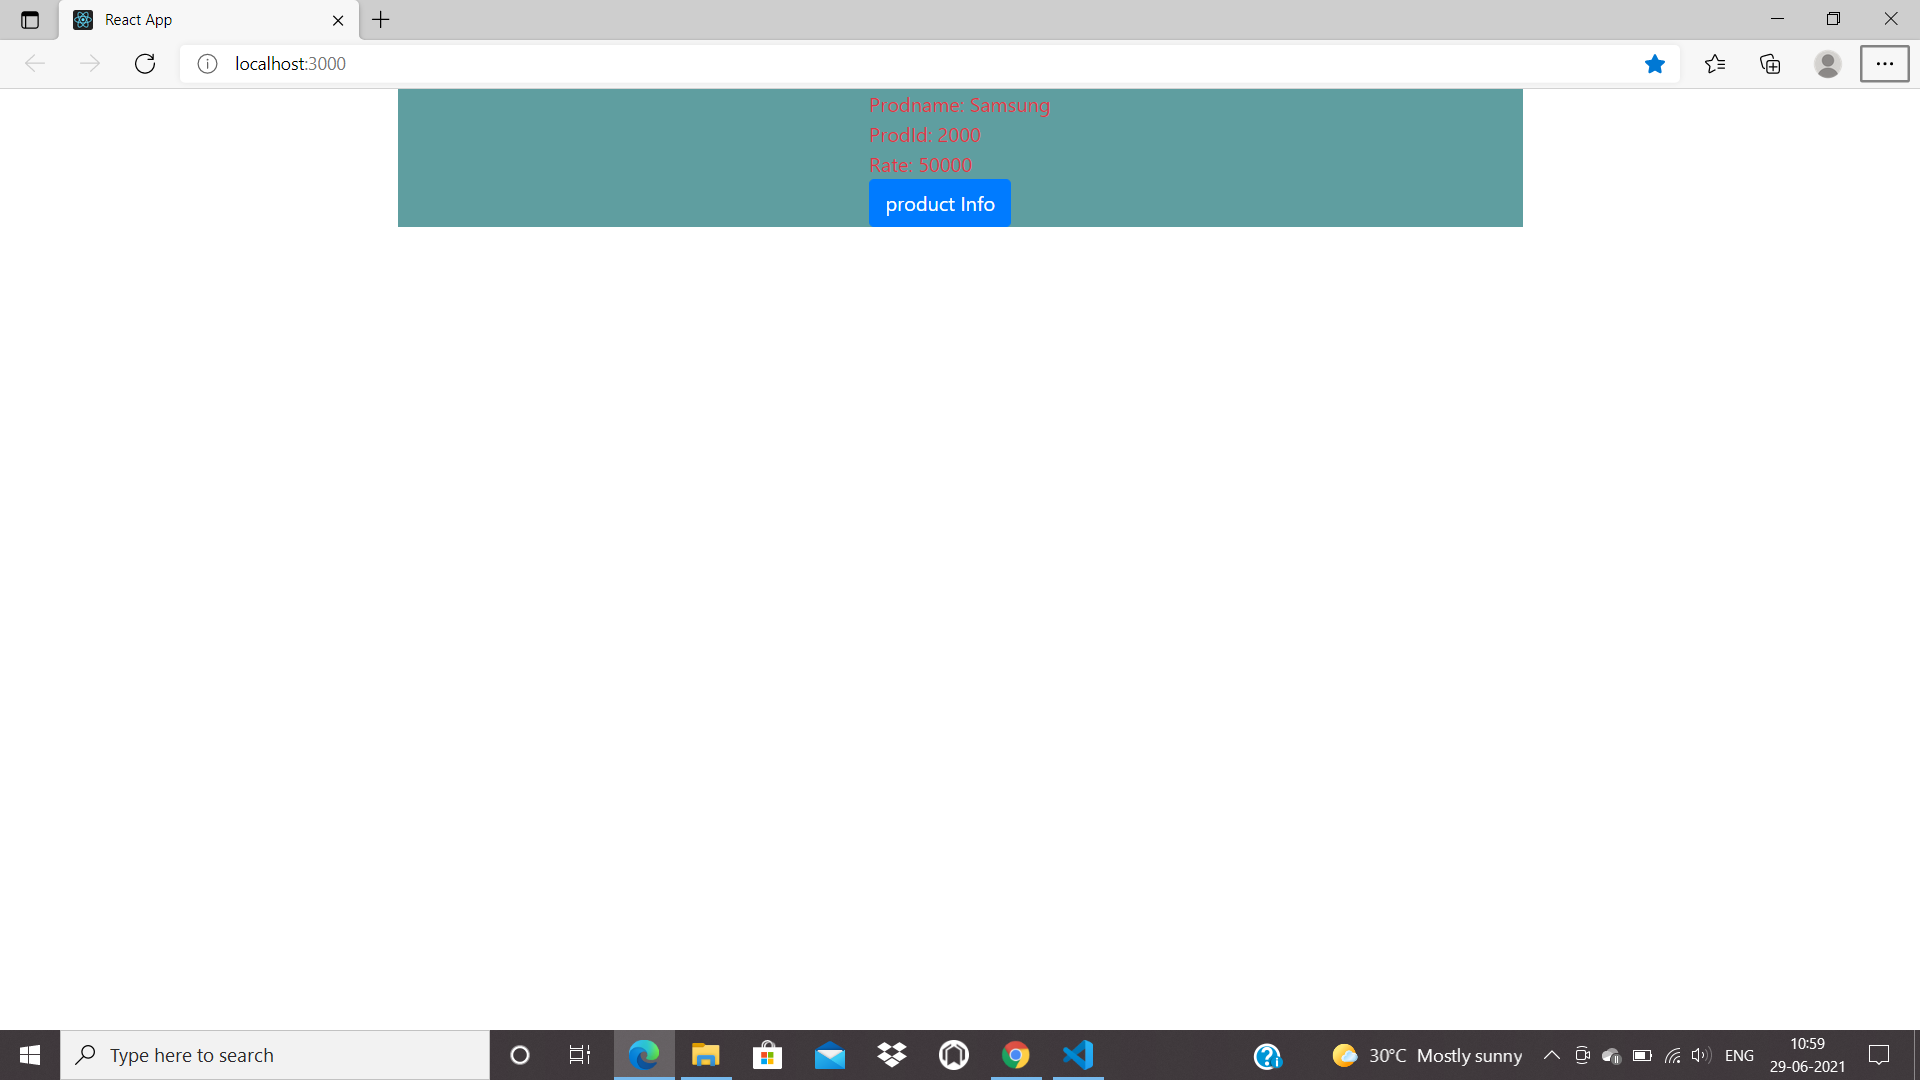 React App
localhost:3000
Prodname: Samsung
ProdId: 2000
Rate: 50000
product Info
Type here to search
30°C Mostly sunny
ENG
10:59
29-06-2021